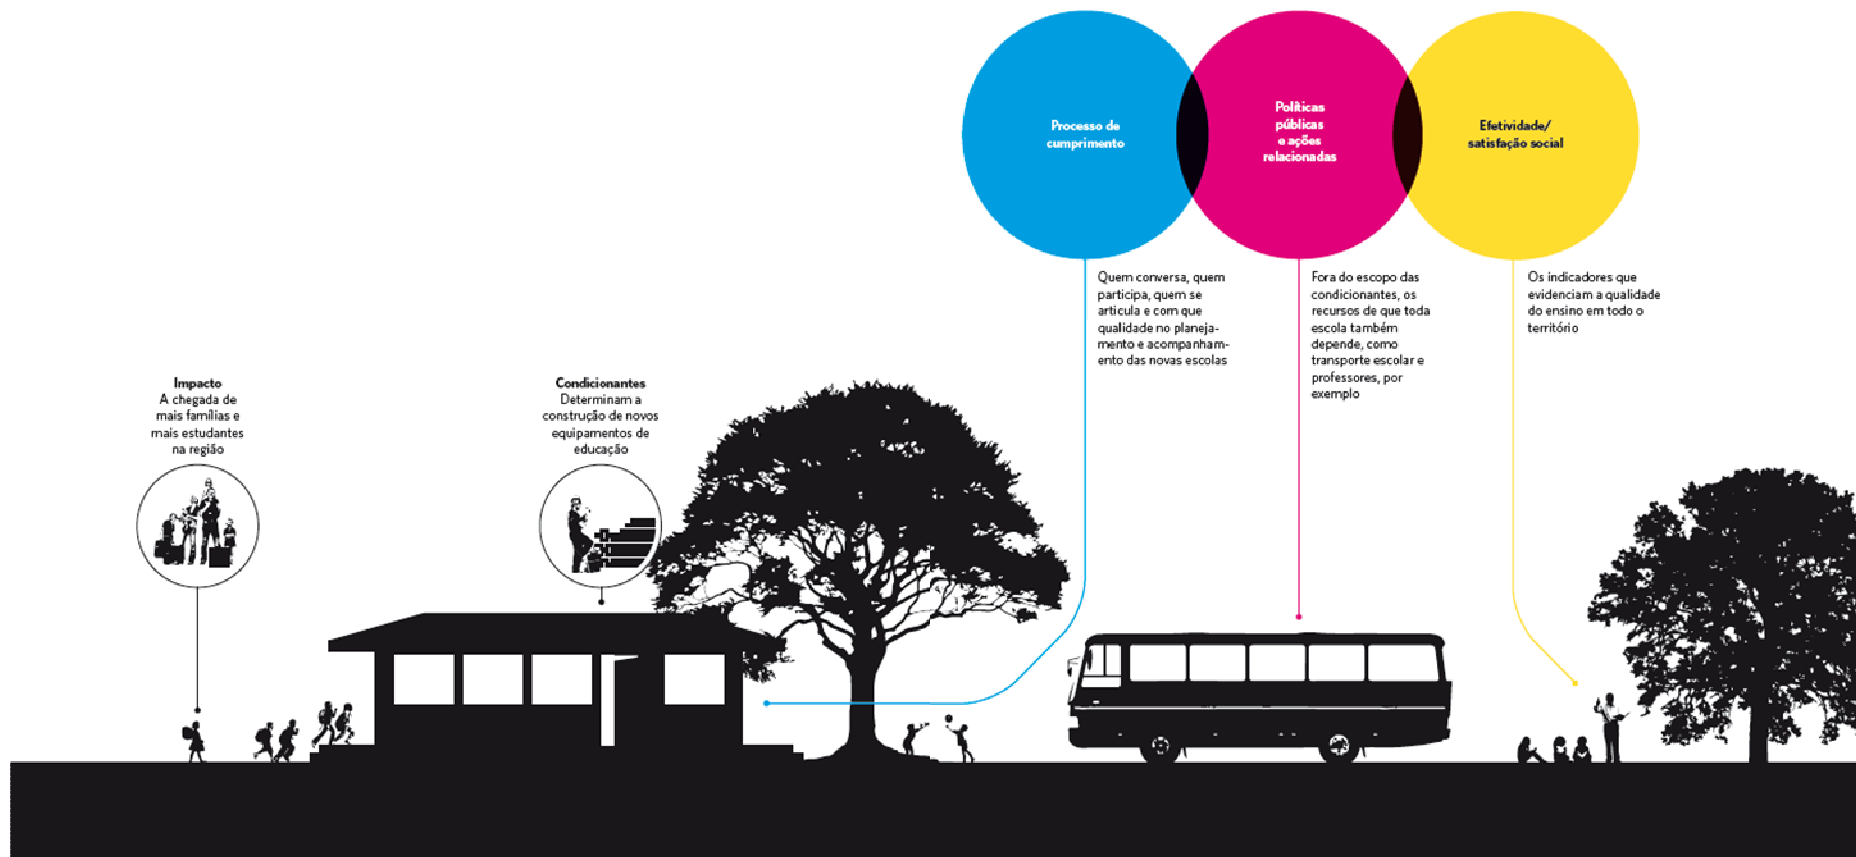 Processo de
cumprimento
Políticas
públicas
e ações
relacionadas
Efetividade/
satisfação social
Quem conversa, quem
participa, quem se
articula e com que
qualidade no planeja-
mento e acompanham-
ento das novas escolas
Fora do escopo das
condicionantes, os
recursos de que toda
escola também
depende, como
transporte escolar e
professores, por
exemplo
Os indicadores que
evidenciam a qualidade
do ensino em todo o
território
Impacto
A chegada de
mais famílias e
mais estudantes
na região
Condicionantes
Determinam a
construção de novos
equipamentos de
educação